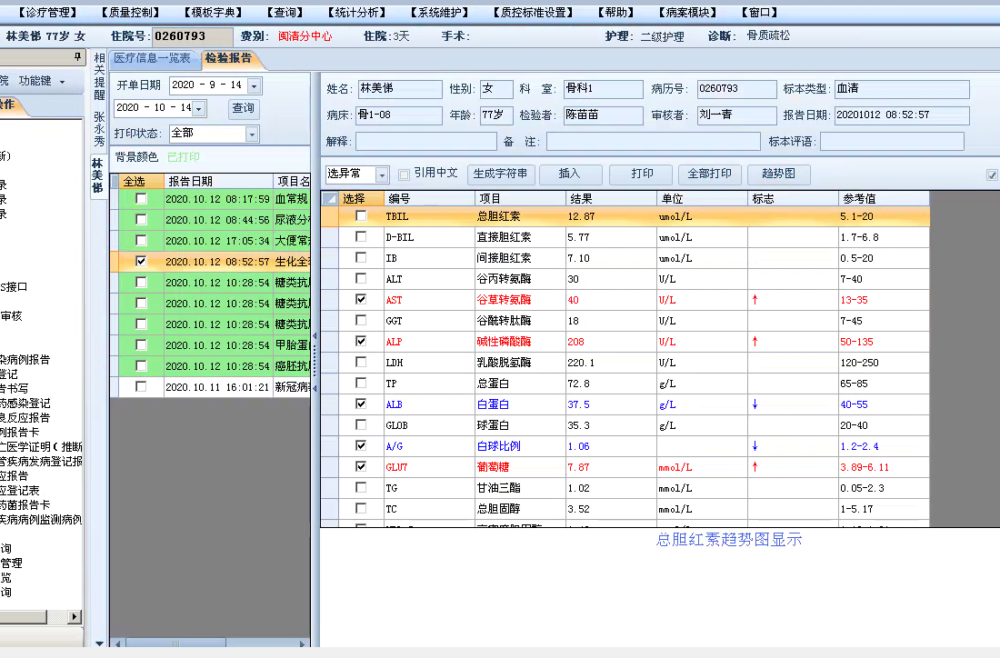 【诊疗管理】 【质量控制】 【模板字典】 【查询】 【统计分析】 【系统维护】 【质控标准设置】 【帮助】 【病案模块】 【窗口】
林美娣 77岁 女 住院号: 0260793 费别: 闽清分中心 住院:3天 手术: 护理: 二级护理 诊断: 骨质疏松
院 功能键
操作
新)
录
录
录
S接口
审核
染病例报告
登记
告书写
药感染登记
良反应报告
例报告卡
亡医学证明(推断
管疾病发病登记报
应报告
应登记表
药菌报告卡
疾病病例监测病例
询
管理
览
询
相关提醒
张永秀
林美娣
医疗信息一览表 检验报告
开单日期 2020 - 9 - 14
2020 - 10 - 14 查询
打印状态: 全部
背景颜色 已打印
全选 报告日期 项目名
2020.10.12 08:17:59 血常规
2020.10.12 08:44:56 尿液分析
2020.10.12 17:05:34 大便常规
2020.10.12 08:52:57 生化全
2020.10.12 10:28:54 糖类抗原
2020.10.12 10:28:54 糖类抗原
2020.10.12 10:28:54 糖类抗原
2020.10.12 10:28:54 甲胎蛋白
2020.10.12 10:28:54 癌胚抗原
2020.10.11 16:01:21 新冠病毒
姓名: 林美娣 性别: 女 科 室: 骨科1 病历号: 0260793 标本类型: 血清
病床: 骨1-08 年龄: 77岁 检验者: 陈苗苗 审核者: 刘一青 报告日期: 20201012 08:52:57
解释: 备 注: 标本评语:
选异常 引用中文 生成字符串 插入 打印 全部打印 趋势图
选择 编号 项目 结果 单位 标志 参考值
TBIL 总胆红素 12.87 umol/L 5.1-20
D-BIL 直接胆红素 5.77 umol/L 1.7-6.8
IB 间接胆红素 7.10 umol/L 0.5-20
ALT 谷丙转氨酶 30 U/L 7-40
AST 谷草转氨酶 40 U/L ↑ 13-35
GGT 谷酰转肽酶 18 U/L 7-45
ALP 碱性磷酸酶 208 U/L ↑ 50-135
LDH 乳酸脱氢酶 220.1 U/L 120-250
TP 总蛋白 72.8 g/L 65-85
ALB 白蛋白 37.5 g/L ↓ 40-55
GLOB 球蛋白 35.3 g/L 20-40
A/G 白球比例 1.06 ↓ 1.2-2.4
GLU7 葡萄糖 7.87 mmol/L ↑ 3.89-6.11
TG 甘油三酯 1.02 mmol/L 0.05-2.3
TC 总胆固醇 3.52 mmol/L 1-5.17
总胆红素趋势图显示